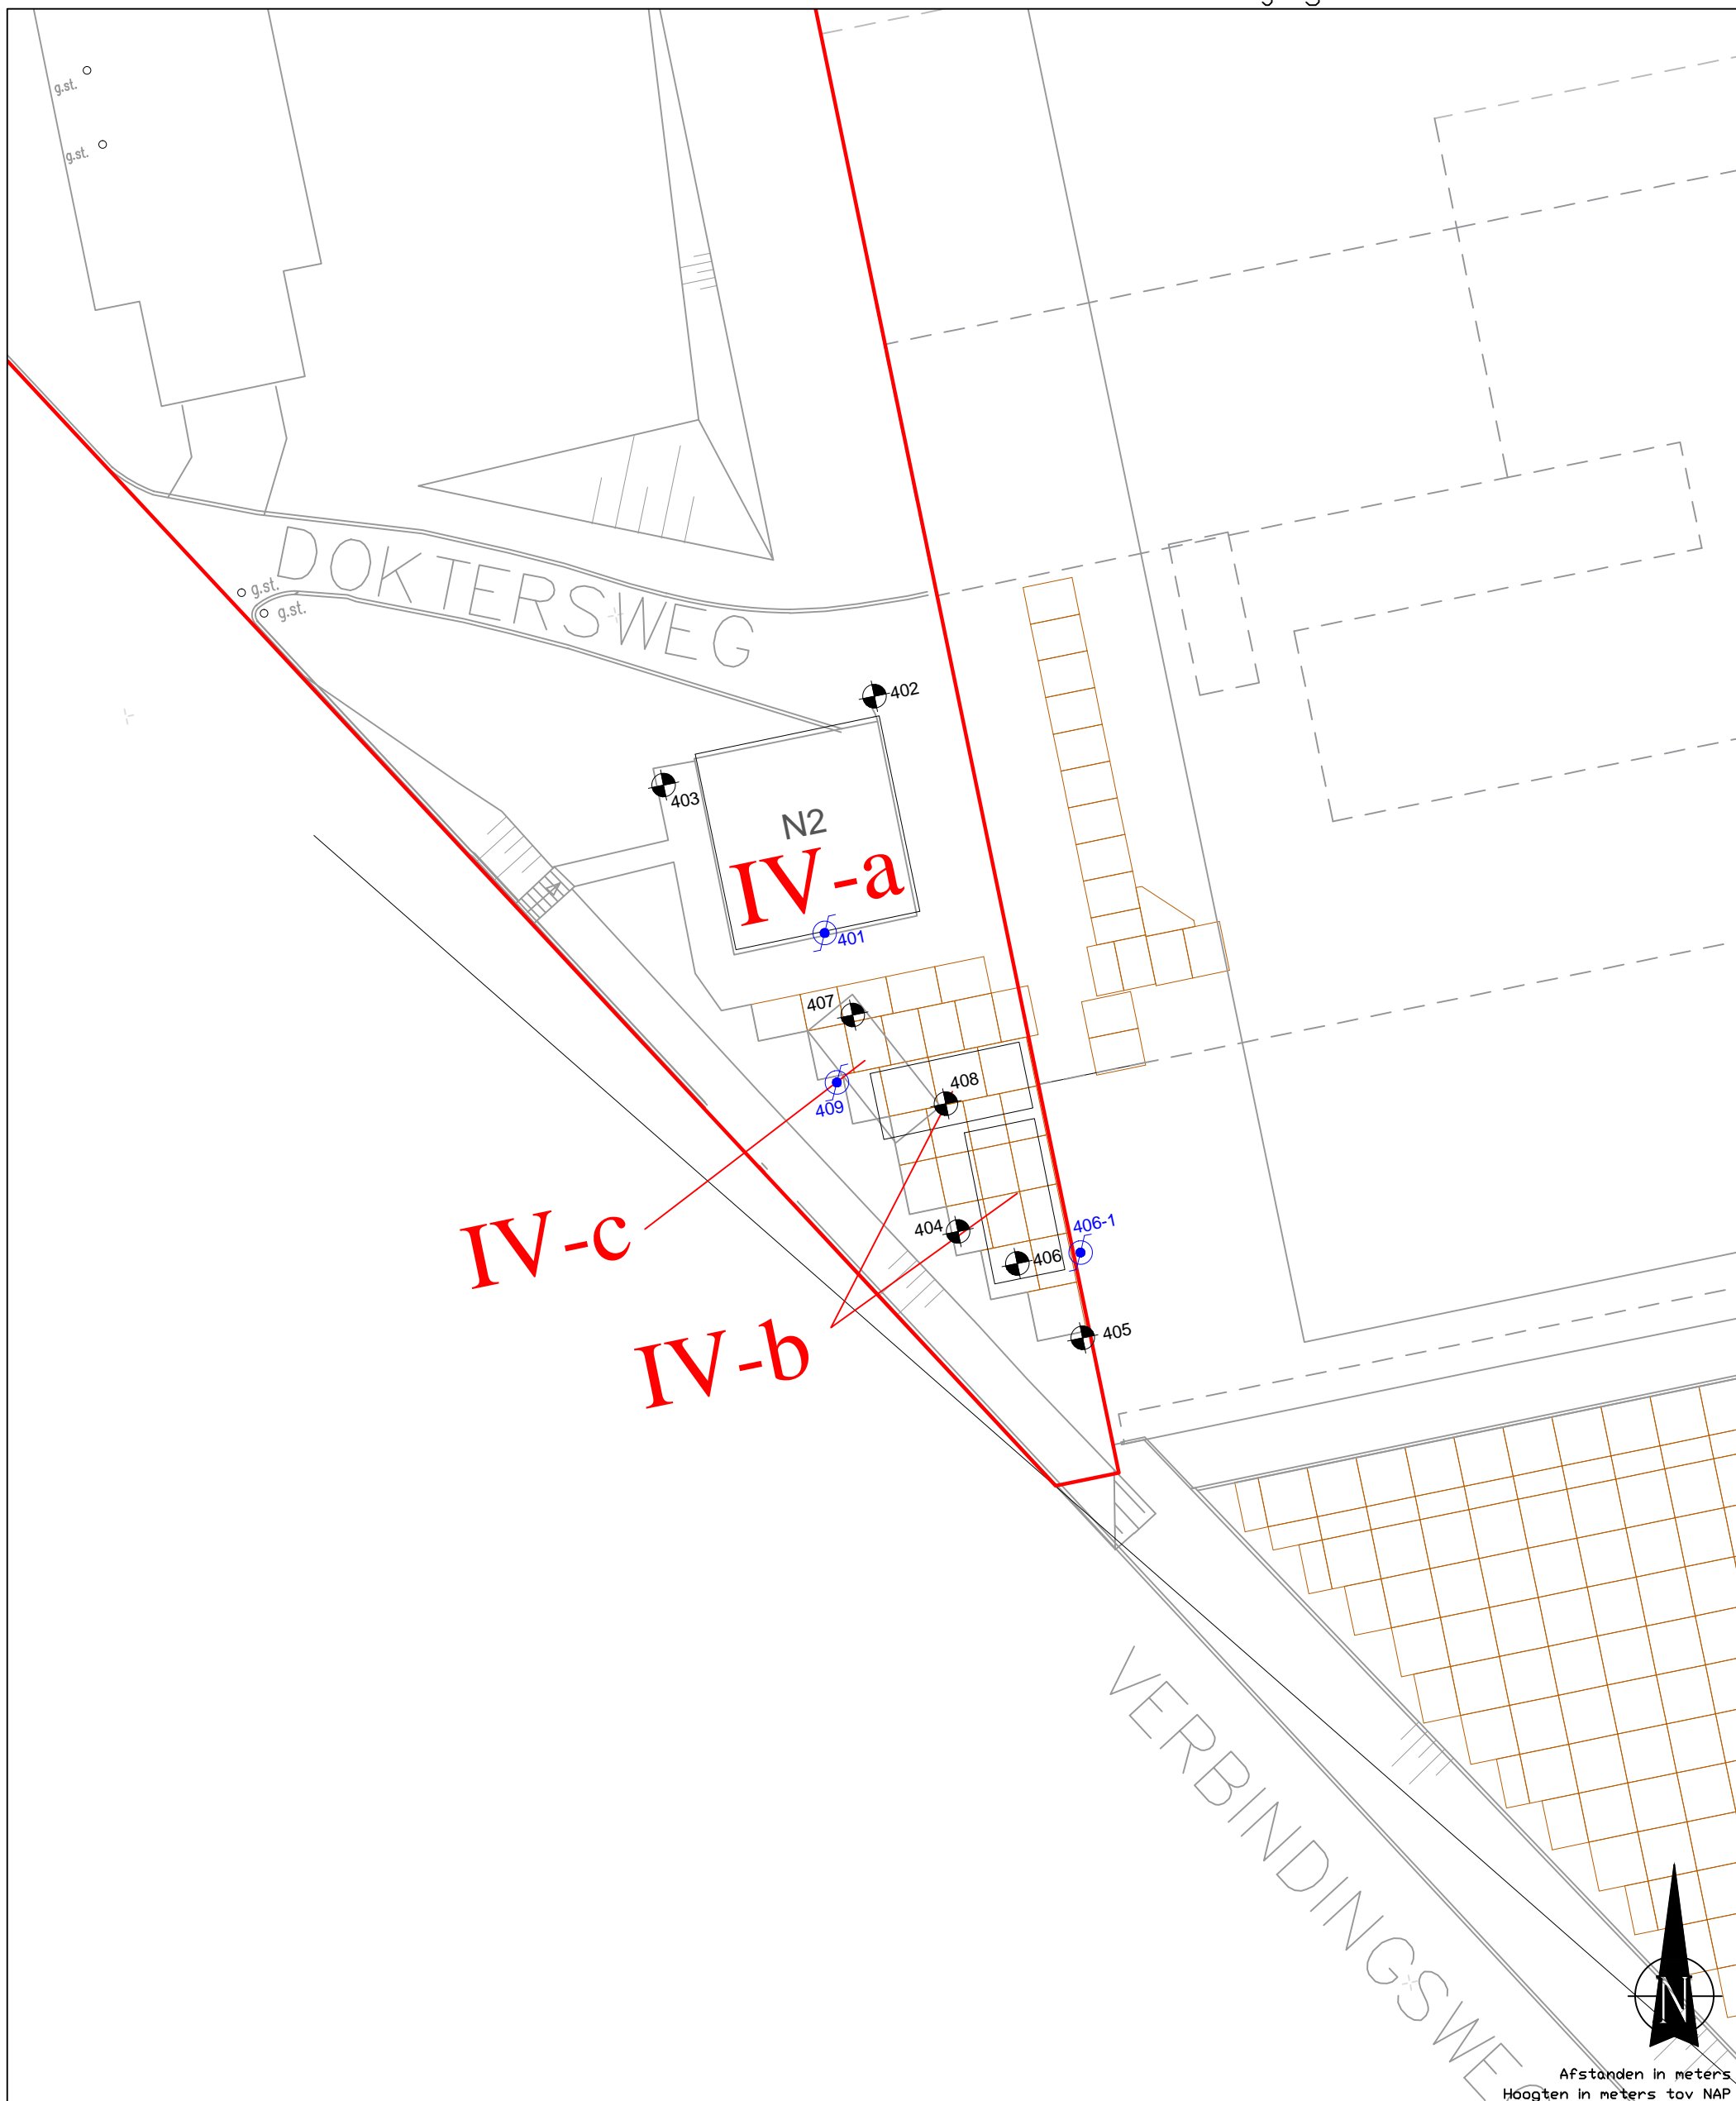 g.st.
g.st.
DOKTERSWEG
g.st.
g.st.
402
403
N2
IV-a
401
407
408
409
IV-c
404
406-1
406
405
IV-b
VERBINDINGSWE
N
Afstanden in meters
Hoogten in meters tov NAP